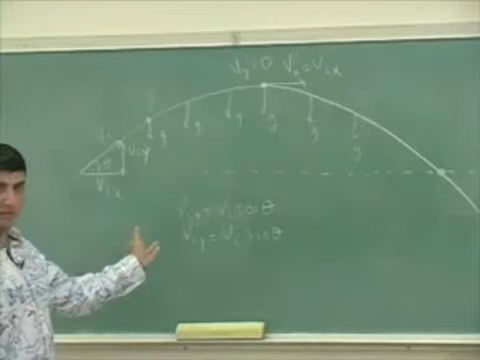 Vy=0 Vx=Vix
Vi
Viy
θ
g g g g g g
Vix
Vix = Vi cos θ
Viy = Vi sin θ